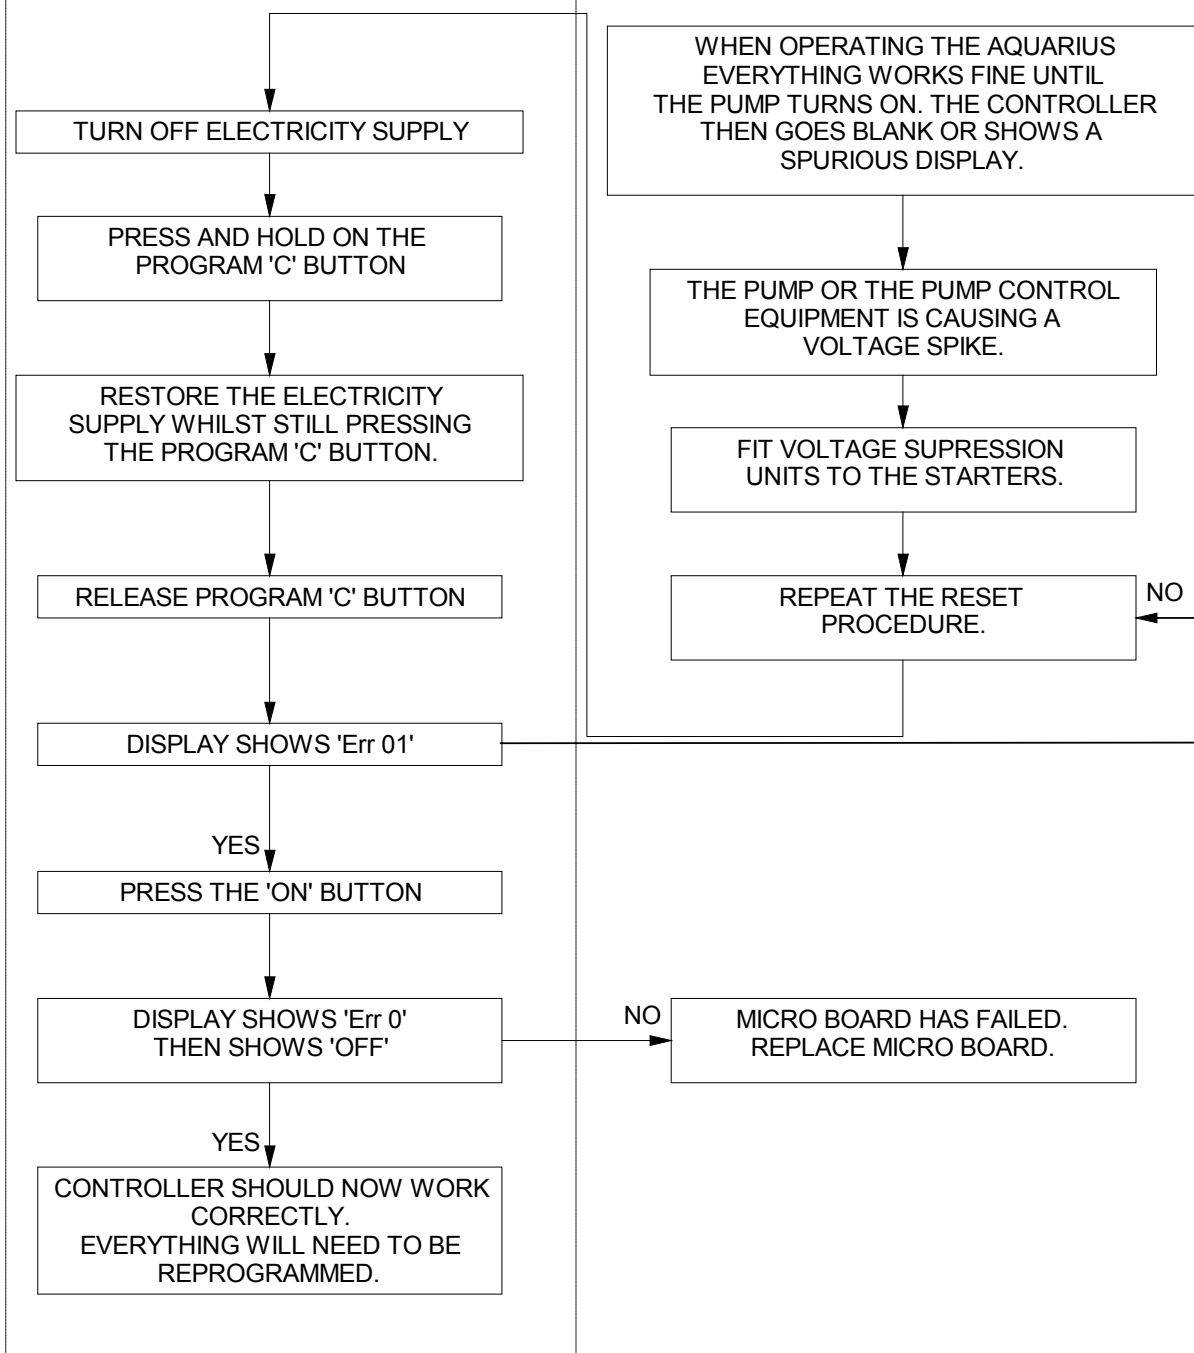 TURN OFF ELECTRICITY SUPPLY
PRESS AND HOLD ON THE
PROGRAM 'C' BUTTON
RESTORE THE ELECTRICITY
SUPPLY WHILST STILL PRESSING
THE PROGRAM 'C' BUTTON.
RELEASE PROGRAM 'C' BUTTON
DISPLAY SHOWS 'Err 01'
YES
PRESS THE 'ON' BUTTON
DISPLAY SHOWS 'Err 0'
THEN SHOWS 'OFF'
YES
CONTROLLER SHOULD NOW WORK
CORRECTLY.
EVERYTHING WILL NEED TO BE
REPROGRAMMED.
WHEN OPERATING THE AQUARIUS
EVERYTHING WORKS FINE UNTIL
THE PUMP TURNS ON. THE CONTROLLER
THEN GOES BLANK OR SHOWS A
SPURIOUS DISPLAY.
THE PUMP OR THE PUMP CONTROL
EQUIPMENT IS CAUSING A
VOLTAGE SPIKE.
FIT VOLTAGE SUPRESSION
UNITS TO THE STARTERS.
REPEAT THE RESET
PROCEDURE.
NO
NO
MICRO BOARD HAS FAILED.
REPLACE MICRO BOARD.